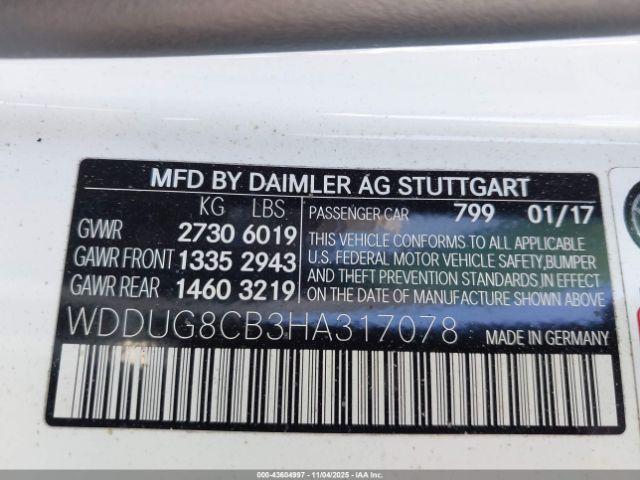 MFD BY DAIMLER AG STUTTGART
KG LBS
GVWR 2730 6019
GAWR FRONT 1335 2943
GAWR REAR 1460 3219
PASSENGER CAR 799 01/17
THIS VEHICLE CONFORMS TO ALL APPLICABLE
U.S. FEDERAL MOTOR VEHICLE SAFETY, BUMPER
AND THEFT PREVENTION STANDARDS, IN EFFECT
ON THE DATE OF MANUFACTURE SHOWN ABOVE
WDDUG8CB3HA317078 MADE IN GERMANY
000-43604997 - 11/04/2025 - IAA Inc.